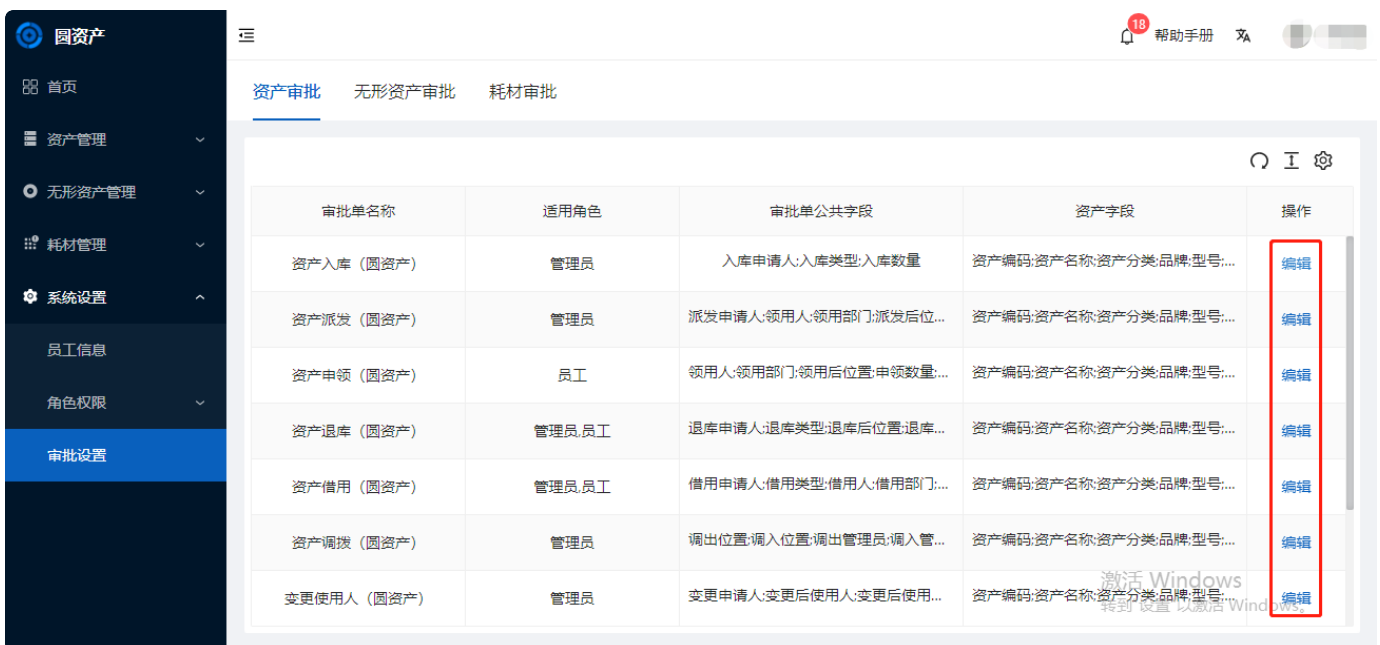 圆资产
18
帮助手册
首页
资产管理
无形资产管理
耗材管理
系统设置
员工信息
角色权限
审批设置
资产审批 无形资产审批 耗材审批
审批单名称 适用角色 审批单公共字段 资产字段 操作
资产入库（圆资产） 管理员 入库申请人;入库类型;入库数量 资产编码;资产名称;资产分类;品牌;型号;... 编辑
资产派发（圆资产） 管理员 派发申请人;领用人;领用部门;派发后位... 资产编码;资产名称;资产分类;品牌;型号;... 编辑
资产申领（圆资产） 员工 领用人;领用部门;领用后位置;申领数量;... 资产编码;资产名称;资产分类;品牌;型号;... 编辑
资产退库（圆资产） 管理员,员工 退库申请人;退库类型;退库后位置;退库... 资产编码;资产名称;资产分类;品牌;型号;... 编辑
资产借用（圆资产） 管理员,员工 借用申请人;借用类型;借用人;借用部门;... 资产编码;资产名称;资产分类;品牌;型号;... 编辑
资产调拨（圆资产） 管理员 调出位置;调入位置;调出管理员;调入管... 资产编码;资产名称;资产分类;品牌;型号;... 编辑
变更使用人（圆资产） 管理员 变更申请人;变更后使用人;变更后使用... 资产编码;资产名称;资产分类;品牌;型号;... 编辑
激活 Windows
转到"设置"以激活 Windows。